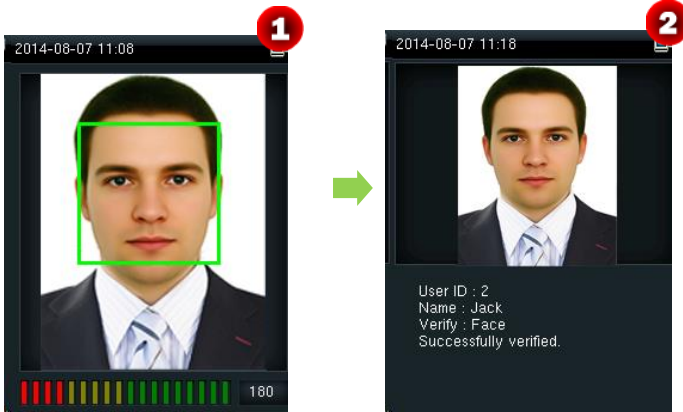 1
2014-08-07 11:08
180
2
2014-08-07 11:18
User ID : 2
Name : Jack
Verify : Face
Successfully verified.